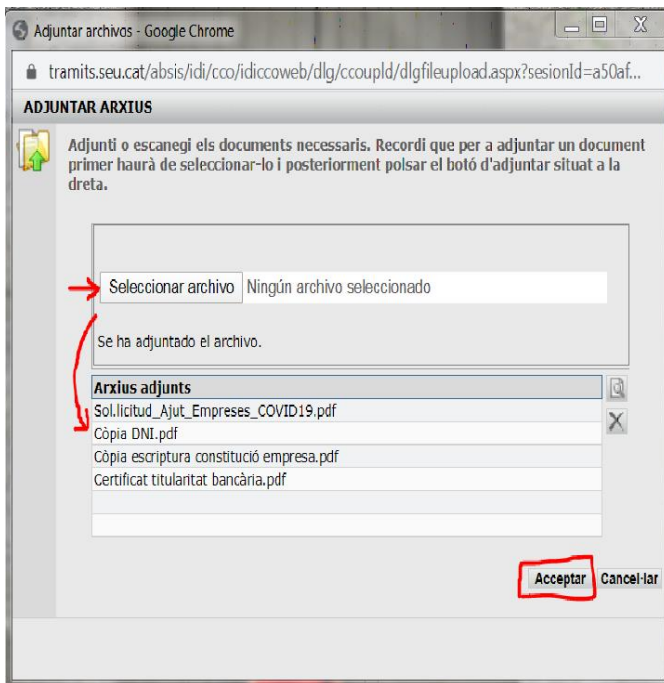 Adjuntar archivos - Google Chrome
tramits.seu.cat/absis/idi/cco/idiccoweb/dlg/ccoupld/dlgfileupload.aspx?sesionId=a50af...
ADJUNTAR ARXIUS
Adjunti o escanegi els documents necessaris. Recordi que per a adjuntar un document
primer haurà de seleccionar-lo i posteriorment polsar el botó d'adjuntar situat a la
dreta.
Seleccionar archivo Ningún archivo seleccionado
Se ha adjuntado el archivo.
Arxius adjunts
Sol.licitud_Ajut_Empreses_COVID19.pdf
Còpia DNI.pdf
Còpia escriptura constitució empresa.pdf
Certificat titularitat bancària.pdf
Acceptar Cancel·lar